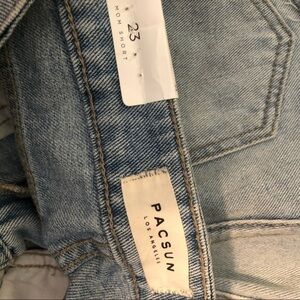 23
MOM SHORT
PACSUN
LOS ANGELES